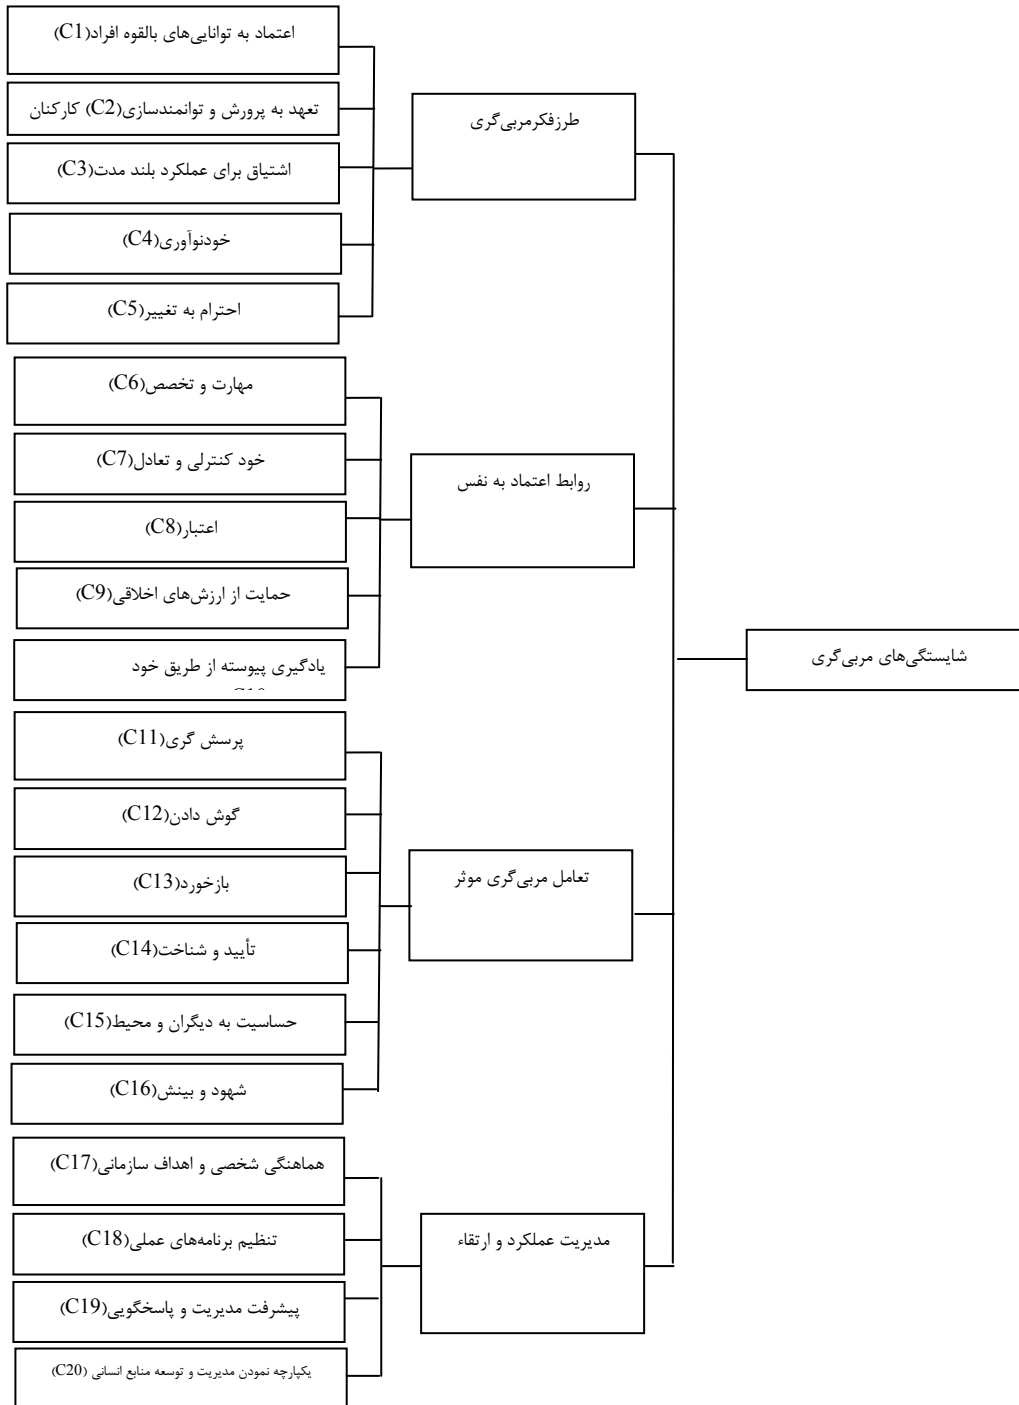 شایستگی‌های مربی‌گری
طرزفکرمربی‌گری
اعتماد به توانایی‌های بالقوه افراد(C1)
تعهد به پرورش و توانمندسازی(C2) کارکنان
اشتیاق برای عملکرد بلند مدت(C3)
خودنوآوری(C4)
احترام به تغییر(C5)
روابط اعتماد به نفس
مهارت و تخصص(C6)
خود کنترلی و تعادل(C7)
اعتبار(C8)
حمایت از ارزش‌های اخلاقی(C9)
یادگیری پیوسته از طریق خود
تعامل مربی‌گری موثر
پرسش گری(C11)
گوش دادن(C12)
بازخورد(C13)
تأیید و شناخت(C14)
حساسیت به دیگران و محیط(C15)
شهود و بینش(C16)
مدیریت عملکرد و ارتقاء
هماهنگی شخصی و اهداف سازمانی(C17)
تنظیم برنامه‌های عملی(C18)
پیشرفت مدیریت و پاسخگویی(C19)
یکپارچه نمودن مدیریت و توسعه منابع انسانی (C20)